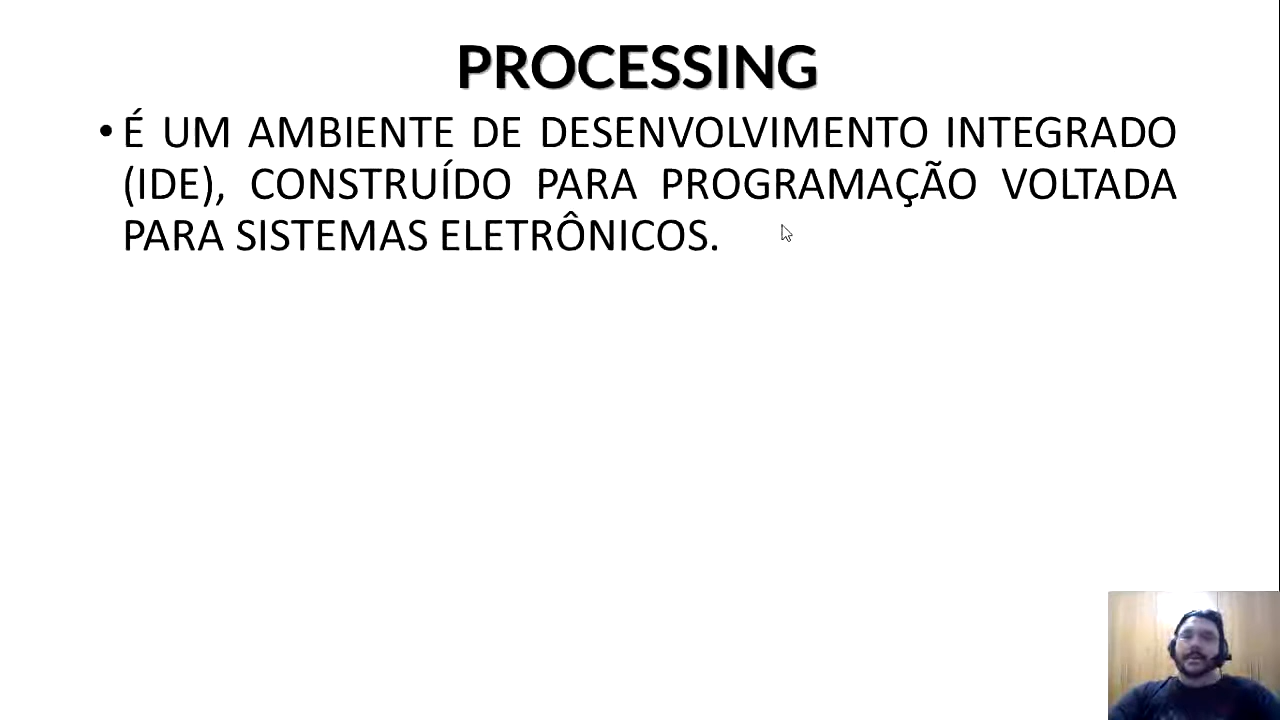 PROCESSING
• É UM AMBIENTE DE DESENVOLVIMENTO INTEGRADO
(IDE), CONSTRUÍDO PARA PROGRAMAÇÃO VOLTADA
PARA SISTEMAS ELETRÔNICOS.